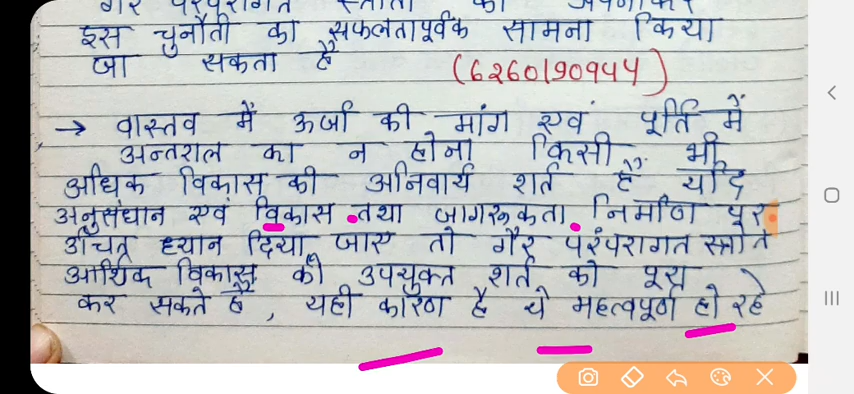 इस चुनौती का सफलतापूर्वक सामना किया
जा सकता है
(6260190944)
→ वास्तव में ऊर्जा की मांग एवं पूर्ति में
अन्तराल का न होना किसी भी
अधिक विकास की अनिवार्य शर्त है यदि
अनुसंधान एवं विकास तथा जागरूकता निर्माण पर
उचित ध्यान दिया जाए तो गैर परंपरागत स्त्रोत
आर्थिक विकास की उपयुक्त शर्त को पूरा
कर सकते है, यही कारण है ये महत्वपूर्ण हो रहे